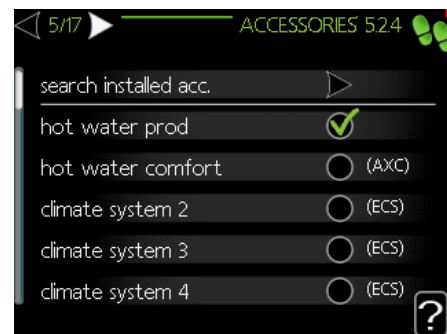 5/17 ACCESSORIES 5.2.4
search installed acc.
hot water prod
hot water comfort (AXC)
climate system 2 (ECS)
climate system 3 (ECS)
climate system 4 (ECS)
?